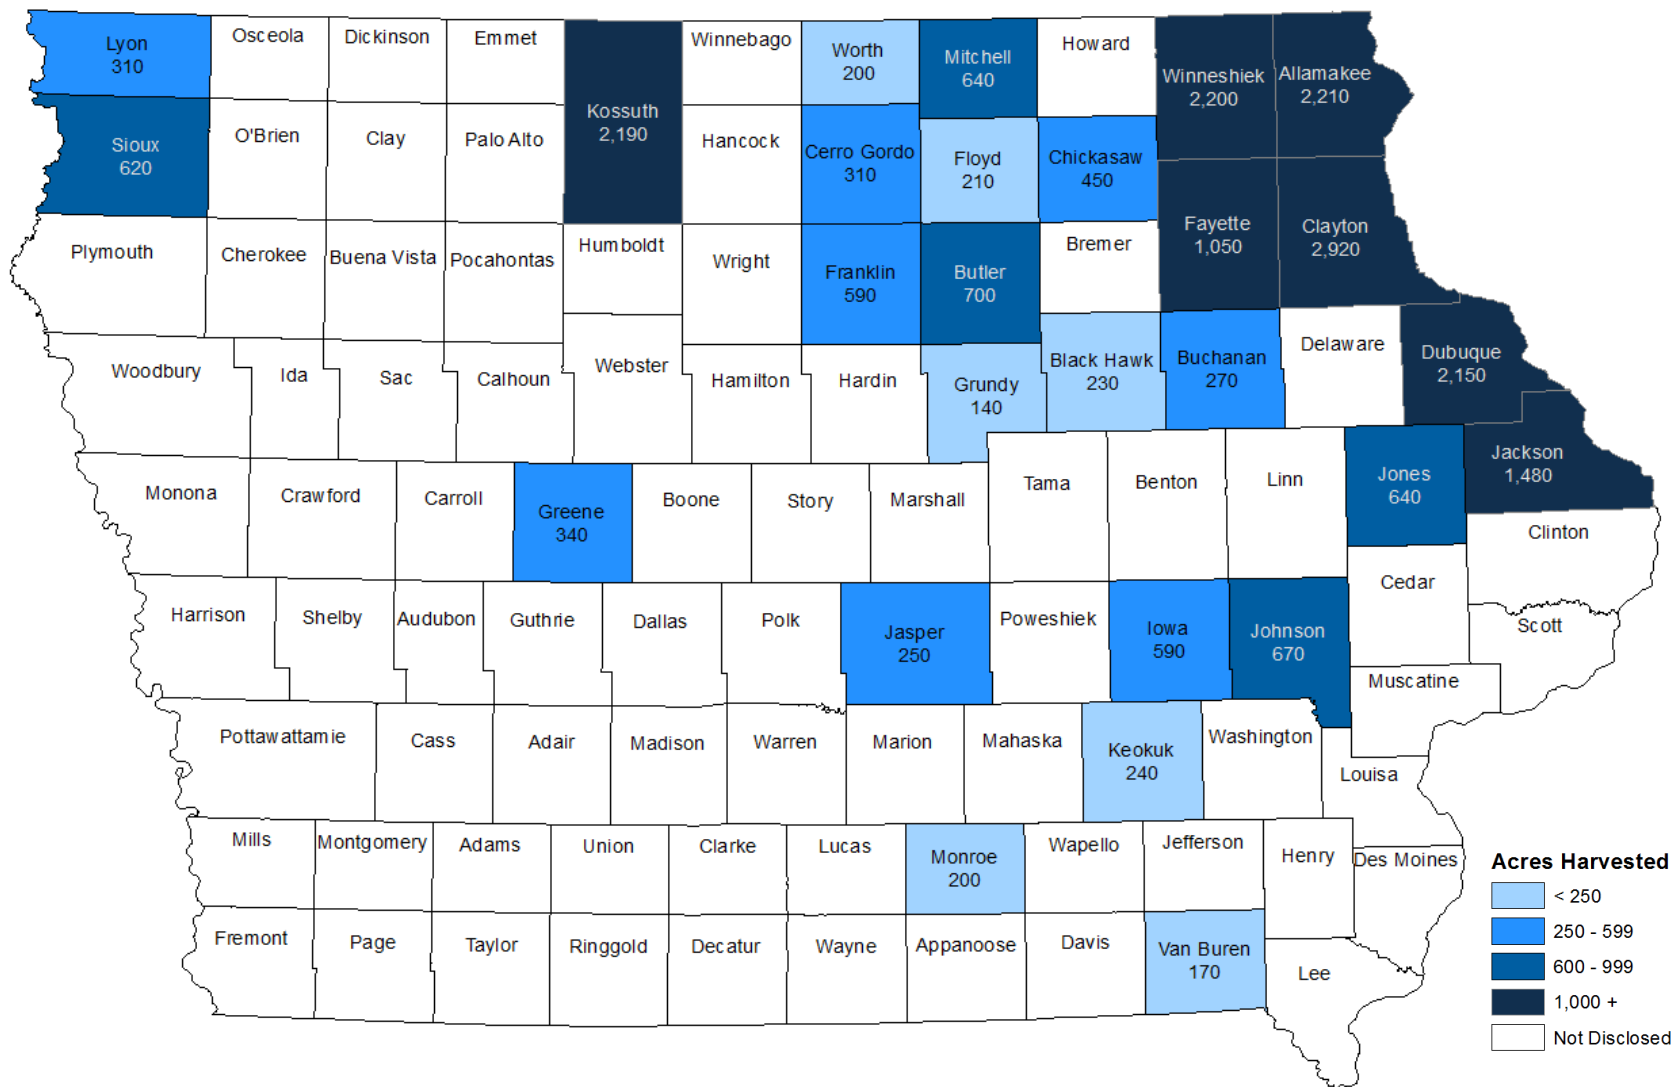 Lyon
310
Osceola
Dickinson
Emmet
Kossuth
2,190
Winnebago
Worth
200
Mitchell
640
Howard
Winneshiek
2,200
Allamakee
2,210
Sioux
620
O'Brien
Clay
Palo Alto
Hancock
Cerro Gordo
310
Floyd
210
Chickasaw
450
Fayette
1,050
Clayton
2,920
Plymouth
Cherokee
Buena Vista
Pocahontas
Humboldt
Wright
Franklin
590
Butler
700
Bremer
Woodbury
Ida
Sac
Calhoun
Webster
Hamilton
Hardin
Grundy
140
Black Hawk
230
Buchanan
270
Delaware
Dubuque
2,150
Monona
Crawford
Carroll
Greene
340
Boone
Story
Marshall
Tama
Benton
Linn
Jones
640
Jackson
1,480
Clinton
Harrison
Shelby
Audubon
Guthrie
Dallas
Polk
Jasper
250
Poweshiek
Iowa
590
Johnson
670
Cedar
Scott
Muscatine
Pottawattamie
Cass
Adair
Madison
Warren
Marion
Mahaska
Keokuk
240
Washington
Louisa
Mills
Montgomery
Adams
Union
Clarke
Lucas
Monroe
200
Wapello
Jefferson
Henry
Des Moines
Fremont
Page
Taylor
Ringgold
Decatur
Wayne
Appanoose
Davis
Van Buren
170
Lee
Acres Harvested
< 250
250 - 599
600 - 999
1,000 +
Not Disclosed